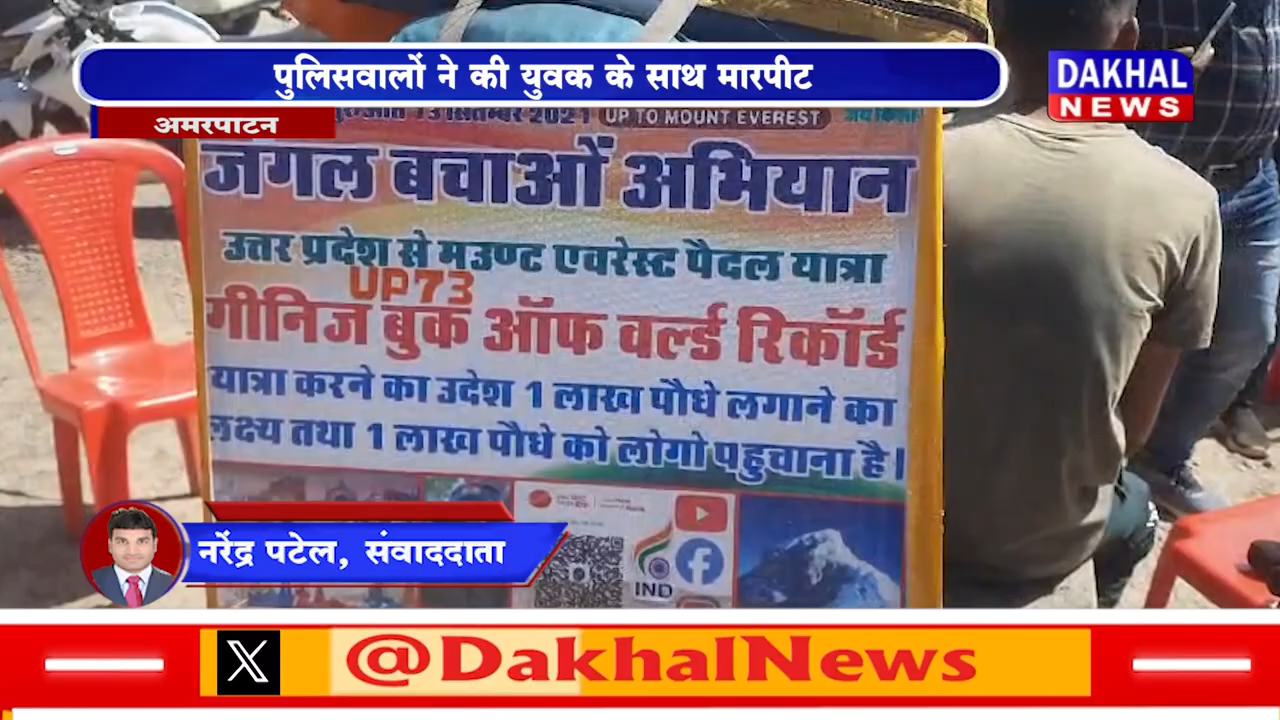 पुलिसवालों ने की युवक के साथ मारपीट
DAKHAL
NEWS
अमरपाटन
13 सितम्बर 2021 UP TO MOUNT EVEREST
जंगल बचाओं अभियान
उत्तर प्रदेश से मउण्ट एवरेस्ट पैदल यात्रा
UP73
गीनिज बुक ऑफ वर्ल्ड रिकॉर्ड
यात्रा करने का उदेश 1 लाख पौधे लगाने का
लक्ष्य तथा 1 लाख पौधे को लोगो पहुचाना है।
IND
नरेंद्र पटेल, संवाददाता
@DakhalNews